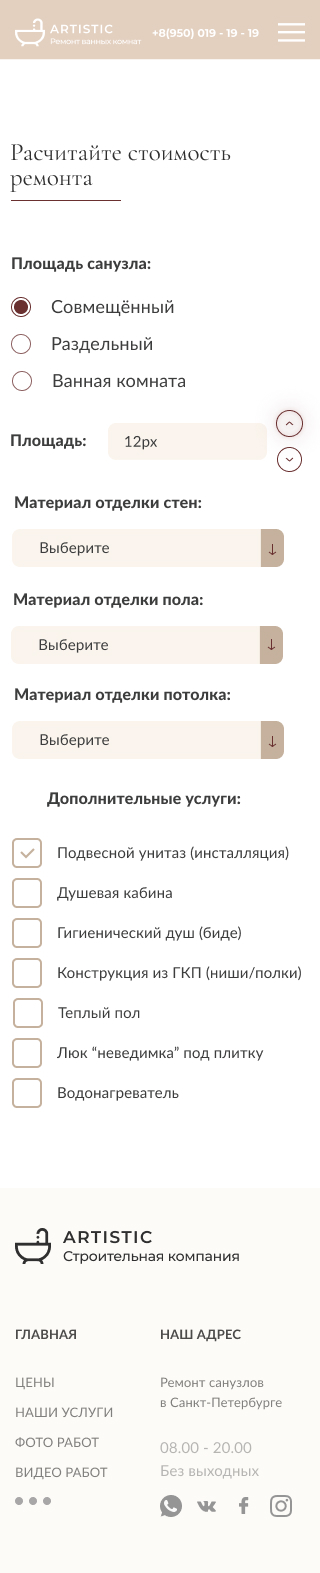 ARTISTIC
Ремонт ванных комнат
+8(950) 019 - 19 - 19
Расчитайте стоимость
ремонта
Площадь санузла:
Совмещённый
Раздельный
Ванная комната
Площадь:
12px
Материал отделки стен:
Выберите
Материал отделки пола:
Выберите
Материал отделки потолка:
Выберите
Дополнительные услуги:
Подвесной унитаз (инсталляция)
Душевая кабина
Гигиенический душ (биде)
Конструкция из ГКП (ниши/полки)
Теплый пол
Люк “неведимка” под плитку
Водонагреватель
ARTISTIC
Строительная компания
ГЛАВНАЯ
ЦЕНЫ
НАШИ УСЛУГИ
ФОТО РАБОТ
ВИДЕО РАБОТ
НАШ АДРЕС
Ремонт санузлов
в Санкт-Петербурге
08.00 - 20.00
Без выходных